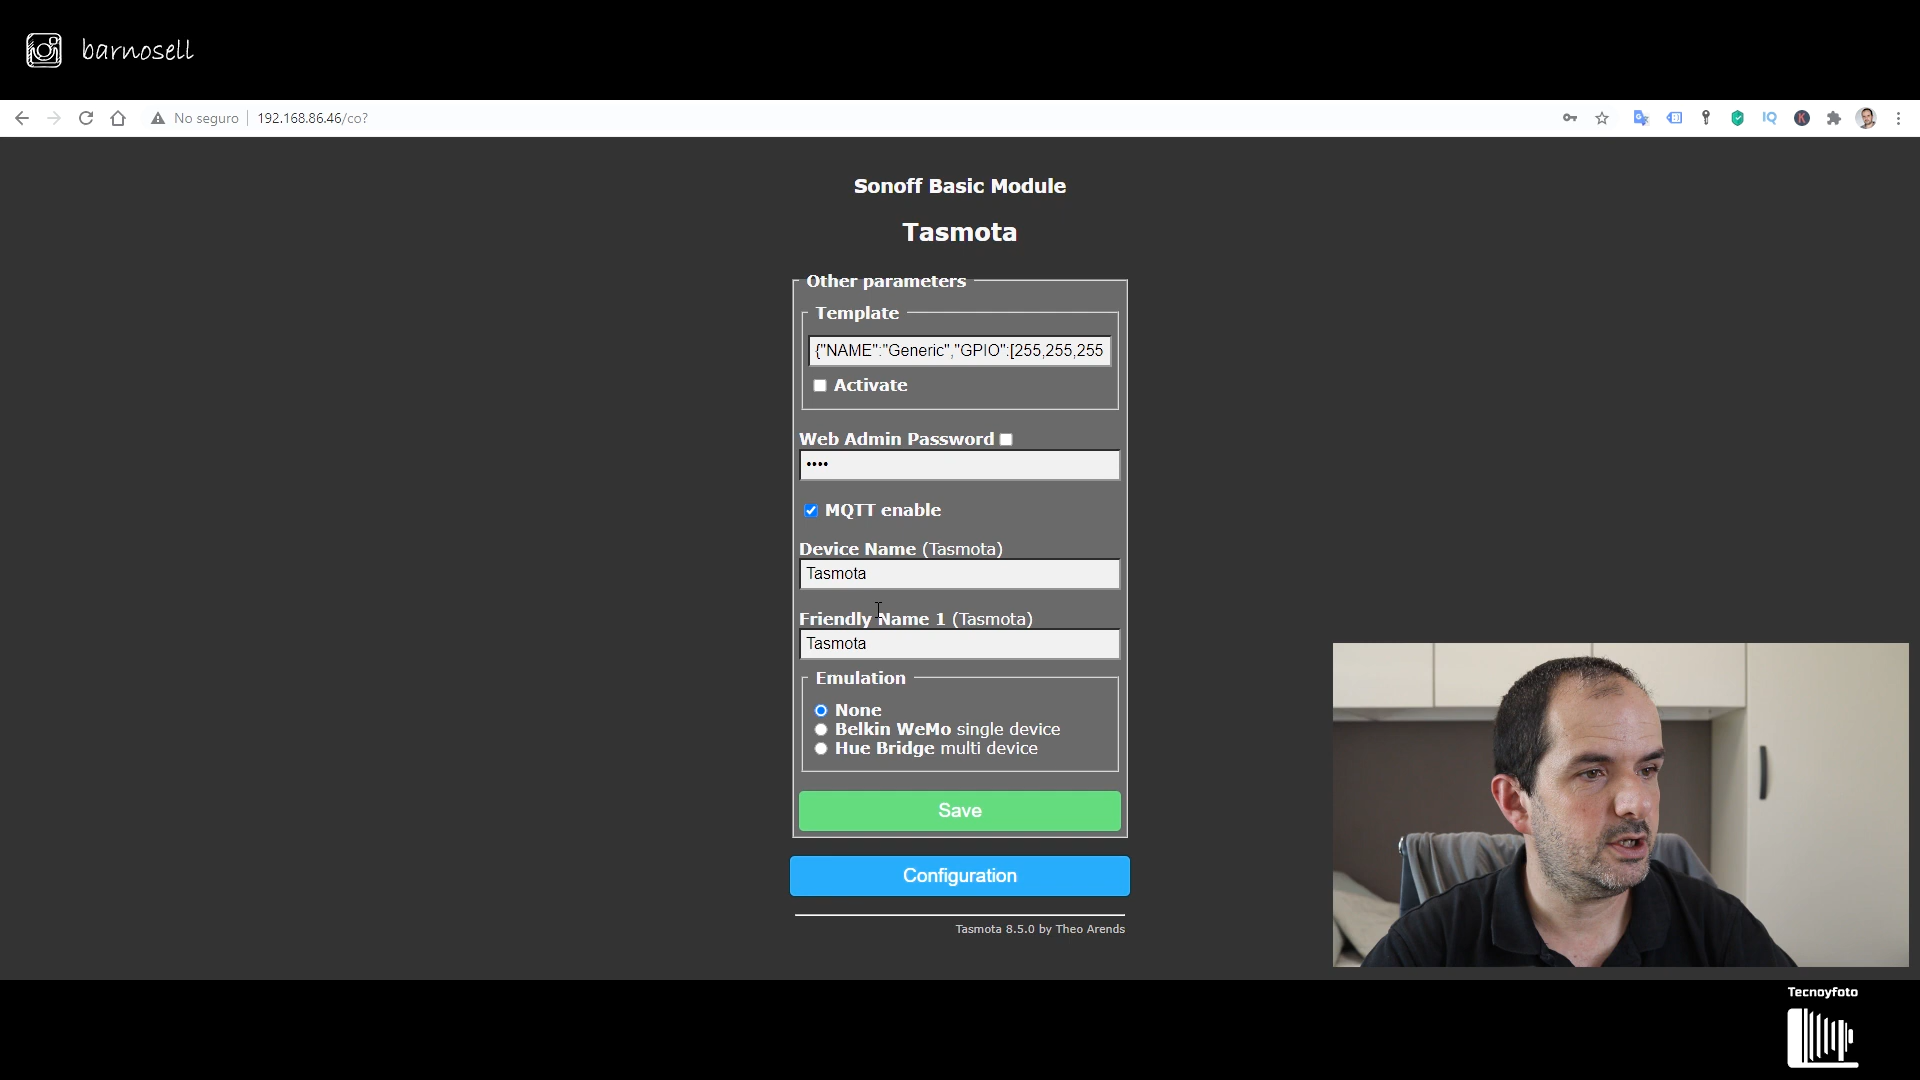 barnosell
No seguro
192.168.86.46/co?
IQ
K
Sonoff Basic Module
Tasmota
Other parameters
Template
{"NAME":"Generic","GPIO":[255,255,255
Activate
Web Admin Password
••••
MQTT enable
Device Name (Tasmota)
Tasmota
Friendly Name 1 (Tasmota)
Tasmota
Emulation
None
Belkin WeMo single device
Hue Bridge multi device
Save
Configuration
Tasmota 8.5.0 by Theo Arends
Tecnoyfoto